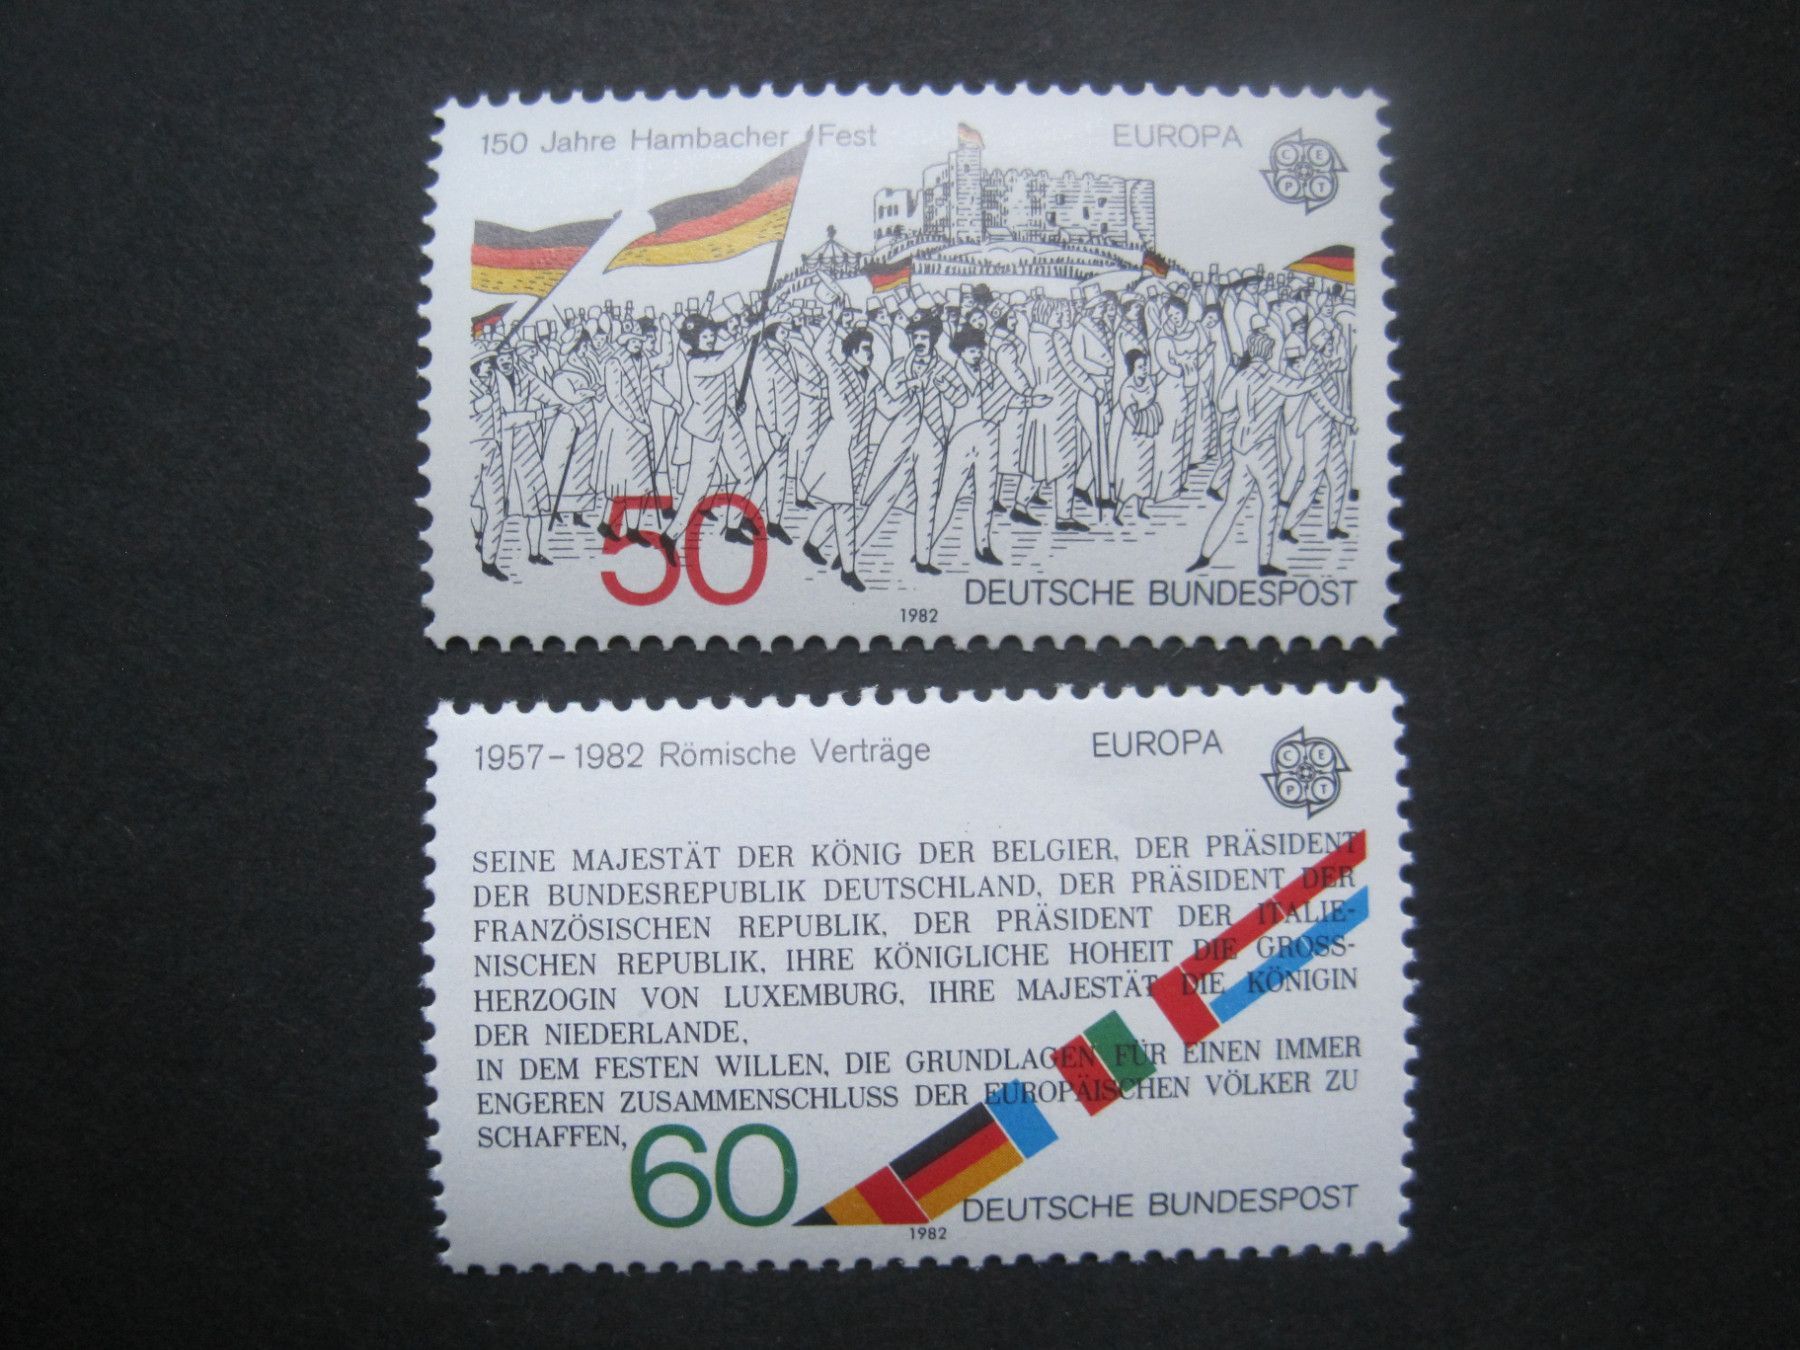 150 Jahre Hambacher Fest
EUROPA
C E
P T
50
1982
DEUTSCHE BUNDESPOST
1957–1982 Römische Verträge
EUROPA
C E
P T
SEINE MAJESTÄT DER KÖNIG DER BELGIER, DER PRÄSIDENT
DER BUNDESREPUBLIK DEUTSCHLAND, DER PRÄSIDENT DER
FRANZÖSISCHEN REPUBLIK, DER PRÄSIDENT DER ITALIE-
NISCHEN REPUBLIK, IHRE KÖNIGLICHE HOHEIT DIE GROSS-
HERZOGIN VON LUXEMBURG, IHRE MAJESTÄT DIE KÖNIGIN
DER NIEDERLANDE,
IN DEM FESTEN WILLEN, DIE GRUNDLAGEN FÜR EINEN IMMER
ENGEREN ZUSAMMENSCHLUSS DER EUROPÄISCHEN VÖLKER ZU
SCHAFFEN,
60
1982
DEUTSCHE BUNDESPOST